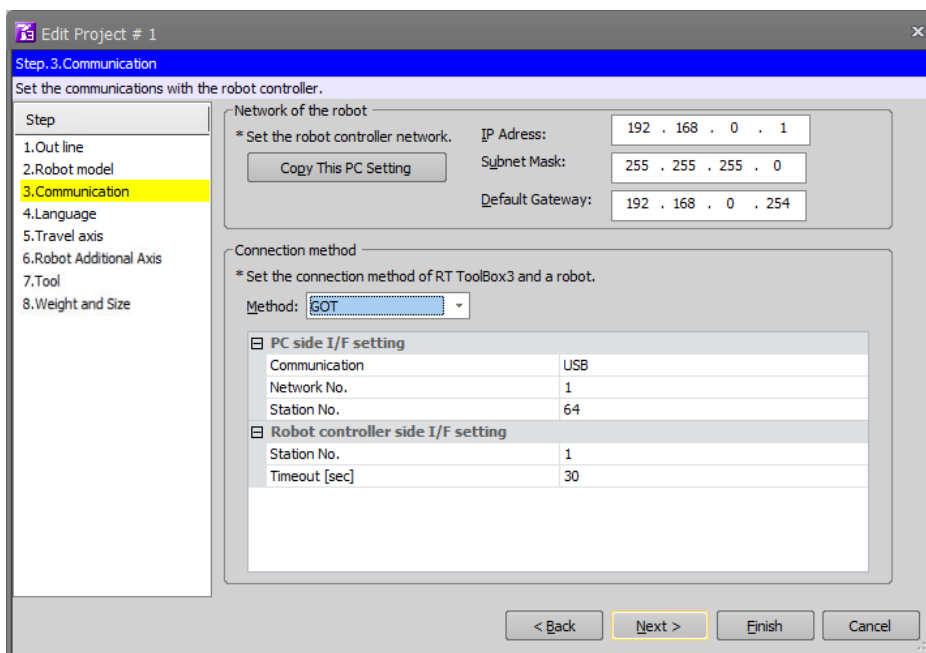 Edit Project # 1
Step.3.Communication
Set the communications with the robot controller.
Step
1.Out line
2.Robot model
3.Communication
4.Language
5.Travel axis
6.Robot Additional Axis
7.Tool
8.Weight and Size
Network of the robot
* Set the robot controller network.
Copy This PC Setting
IP Adress: 192 . 168 . 0 . 1
Subnet Mask: 255 . 255 . 255 . 0
Default Gateway: 192 . 168 . 0 . 254
Connection method
* Set the connection method of RT ToolBox3 and a robot.
Method: GOT
PC side I/F setting
Communication USB
Network No. 1
Station No. 64
Robot controller side I/F setting
Station No. 1
Timeout [sec] 30
< Back Next > Finish Cancel